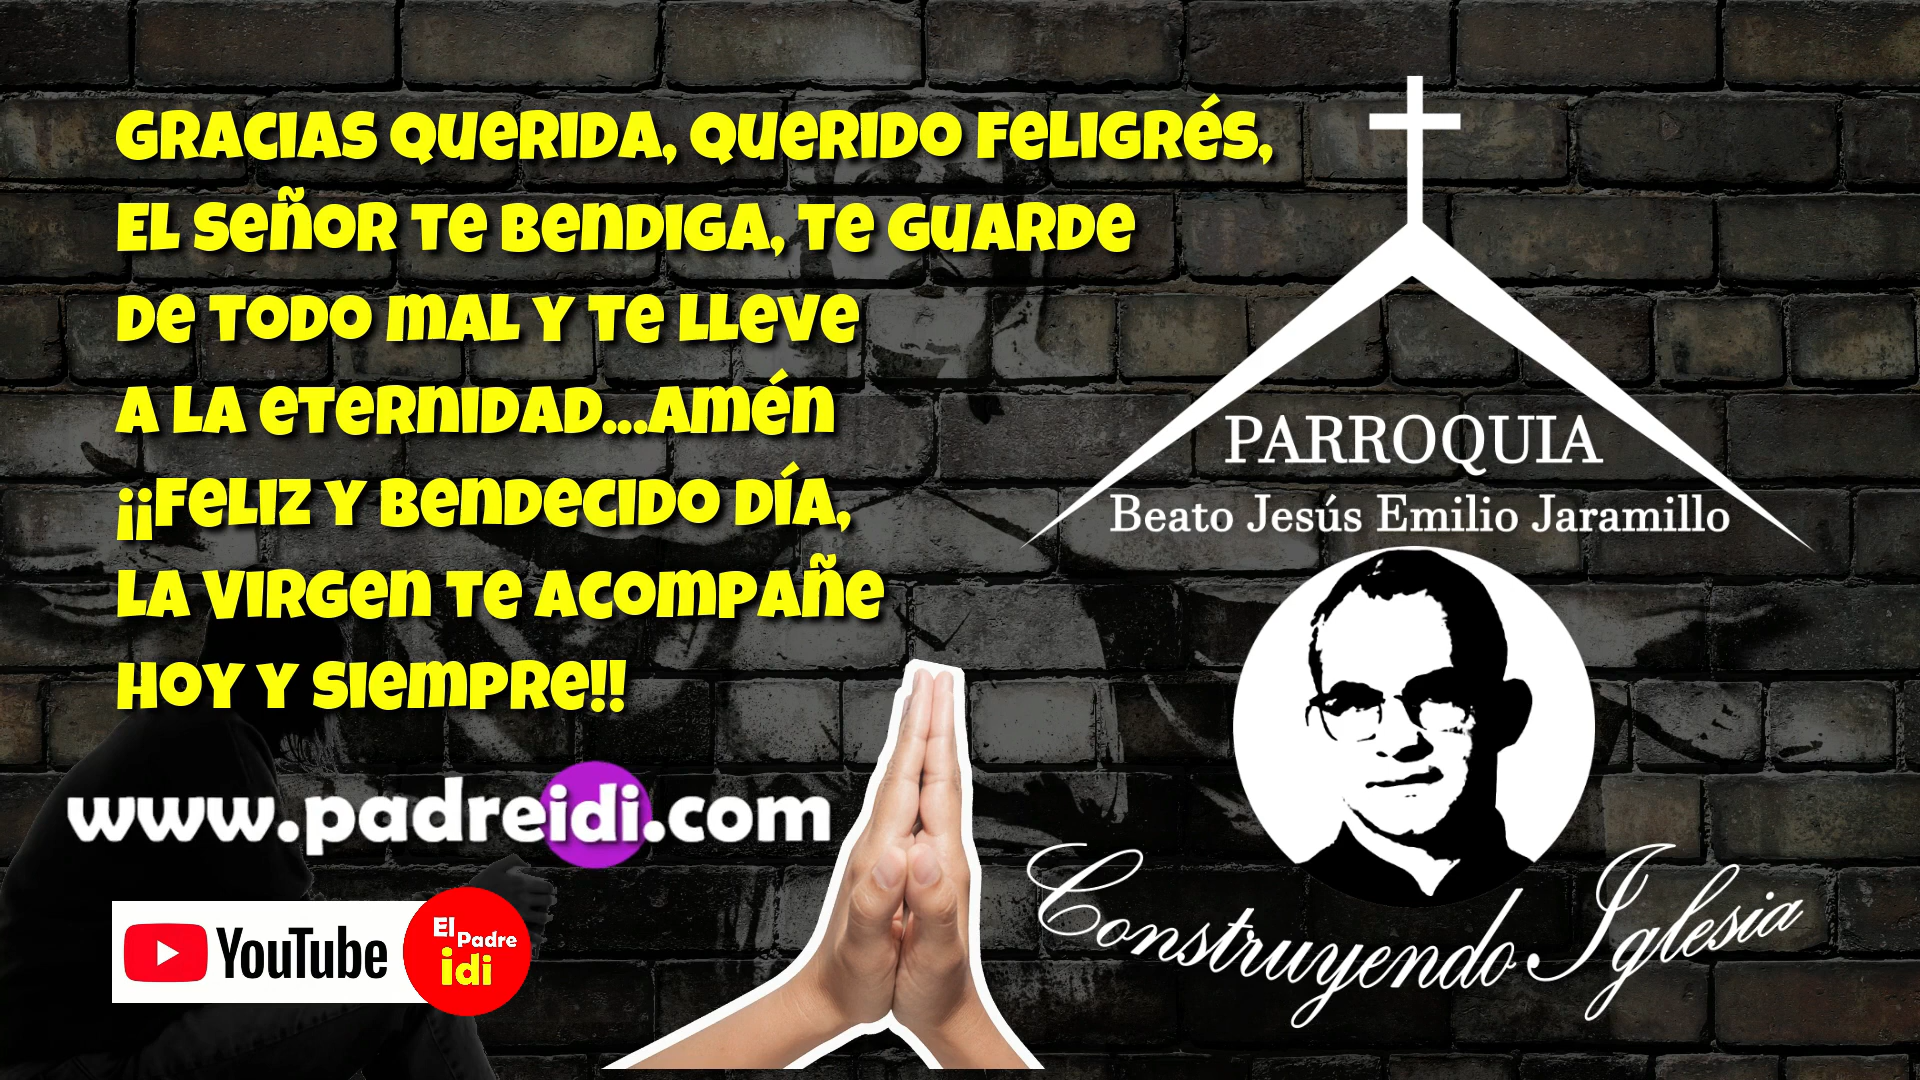 Gracias querida, querido feligrés,
el Señor te bendiga, te guarde
de todo mal y te lleve
a la eternidad...Amén
¡¡Feliz y bendecido día,
la Virgen te acompañe
hoy y siempre!!
www.padreidi.com
YouTube
El Padre
idi
PARROQUIA
Beato Jesús Emilio Jaramillo
Construyendo Iglesia